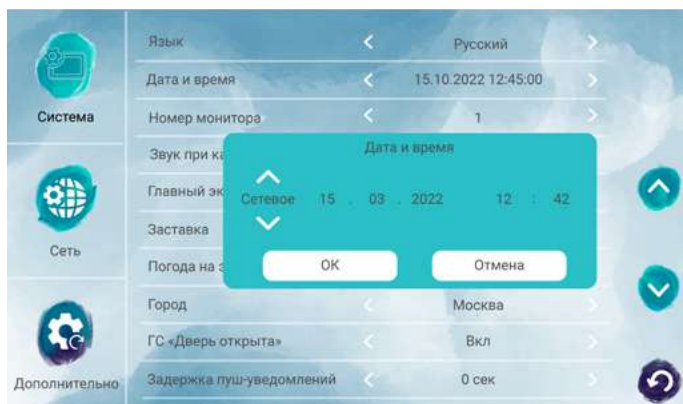 Система
Сеть
Дополнительно
Язык < Русский >
Дата и время < 15.10.2022 12:45:00 >
Номер монитора < 1 >
Звук при ка
Главный эк
Заставка
Погода на з
Город < Москва >
ГС «Дверь открыта» < Вкл >
Задержка пуш-уведомлений < 0 сек >
Дата и время
Сетевое 15 . 03 . 2022 12 : 42
ОК Отмена